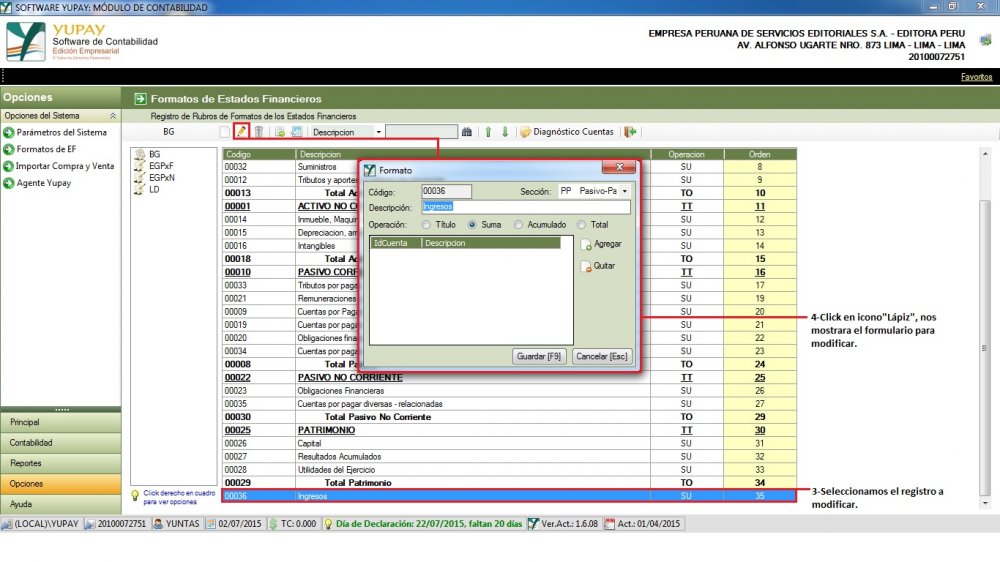 SOFTWARE YUPAY: MÓDULO DE CONTABILIDAD
YUPAY
Software de Contabilidad
Edición Empresarial
© Todos los Derechos Reservados
EMPRESA PERUANA DE SERVICIOS EDITORIALES S.A. - EDITORA PERU
AV. ALFONSO UGARTE NRO. 873 LIMA - LIMA - LIMA
20100072751
Favoritos
Opciones
Opciones del Sistema
Parámetros del Sistema
Formatos de EF
Importar Compra y Venta
Agente Yupay
Principal
Contabilidad
Reportes
Opciones
Ayuda
Formatos de Estados Financieros
Registro de Rubros de Formatos de los Estados Financieros
BG Descripcion Diagnóstico Cuentas
BG
EGPxF
EGPxN
LD
Click derecho en cuadro
para ver opciones
Codigo Descripcion Operacion Orden
00032 Suministros SU 8
00012 Tributos y aportes SU 9
00013 Total Ac TO 10
00001 ACTIVO NO CO TT 11
00014 Inmueble, Maquin SU 12
00015 Depreciacion, am SU 13
00016 Intangibles SU 14
00018 Total Ac TO 15
00010 PASIVO CORR TT 16
00033 Tributos por paga SU 17
00021 Remuneraciones SU 19
00009 Cuentas por Paga SU 20
00019 Cuentas por paga SU 21
00020 Obligaciones fina SU 22
00034 Cuentas por paga SU 23
00008 Total Pa TO 24
00022 PASIVO NO CORRIENTE TT 25
00023 Obligaciones Financieras SU 26
00035 Cuentas por pagar diversas - relacionadas SU 27
00030 Total Pasivo No Corriente TO 29
00025 PATRIMONIO TT 30
00026 Capital SU 31
00027 Resultados Acumulados SU 32
00028 Utilidades del Ejercicio SU 33
00029 Total Patrimonio TO 34
00036 Ingresos SU 35
Formato
Código: 00036 Sección: PP Pasivo-Pa
Descripción: Ingresos
Operación: Título Suma Acumulado Total
IdCuenta Descripcion
Agregar
Quitar
Guardar [F9] Cancelar [Esc]
4-Click en icono"Lápiz", nos
mostrara el formulario para
modificar.
3-Seleccionamos el registro a
modificar.
(LOCAL)\YUPAY 20100072751 YUNTAS 02/07/2015 TC: 0.000 Día de Declaración: 22/07/2015, faltan 20 días Ver.Act.: 1.6.08 Act.: 01/04/2015